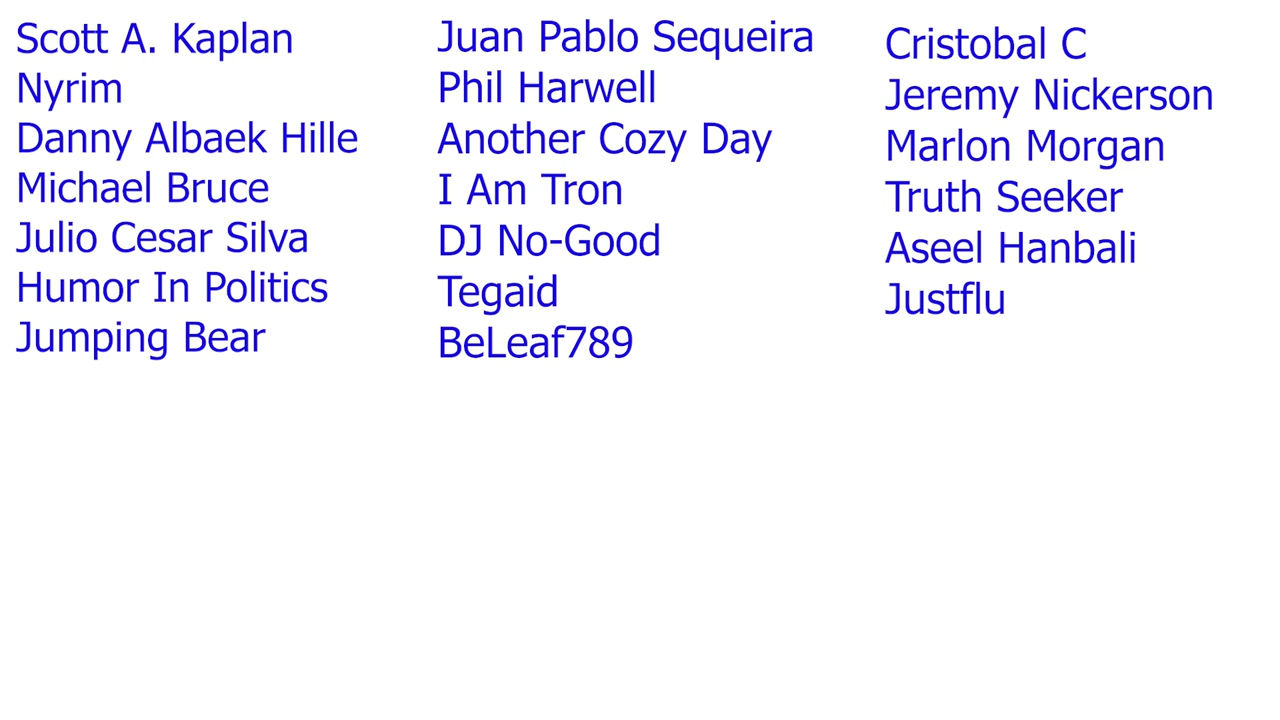 Scott A. Kaplan
Nyrim
Danny Albaek Hille
Michael Bruce
Julio Cesar Silva
Humor In Politics
Jumping Bear
Juan Pablo Sequeira
Phil Harwell
Another Cozy Day
I Am Tron
DJ No-Good
Tegaid
BeLeaf789
Cristobal C
Jeremy Nickerson
Marlon Morgan
Truth Seeker
Aseel Hanbali
Justflu